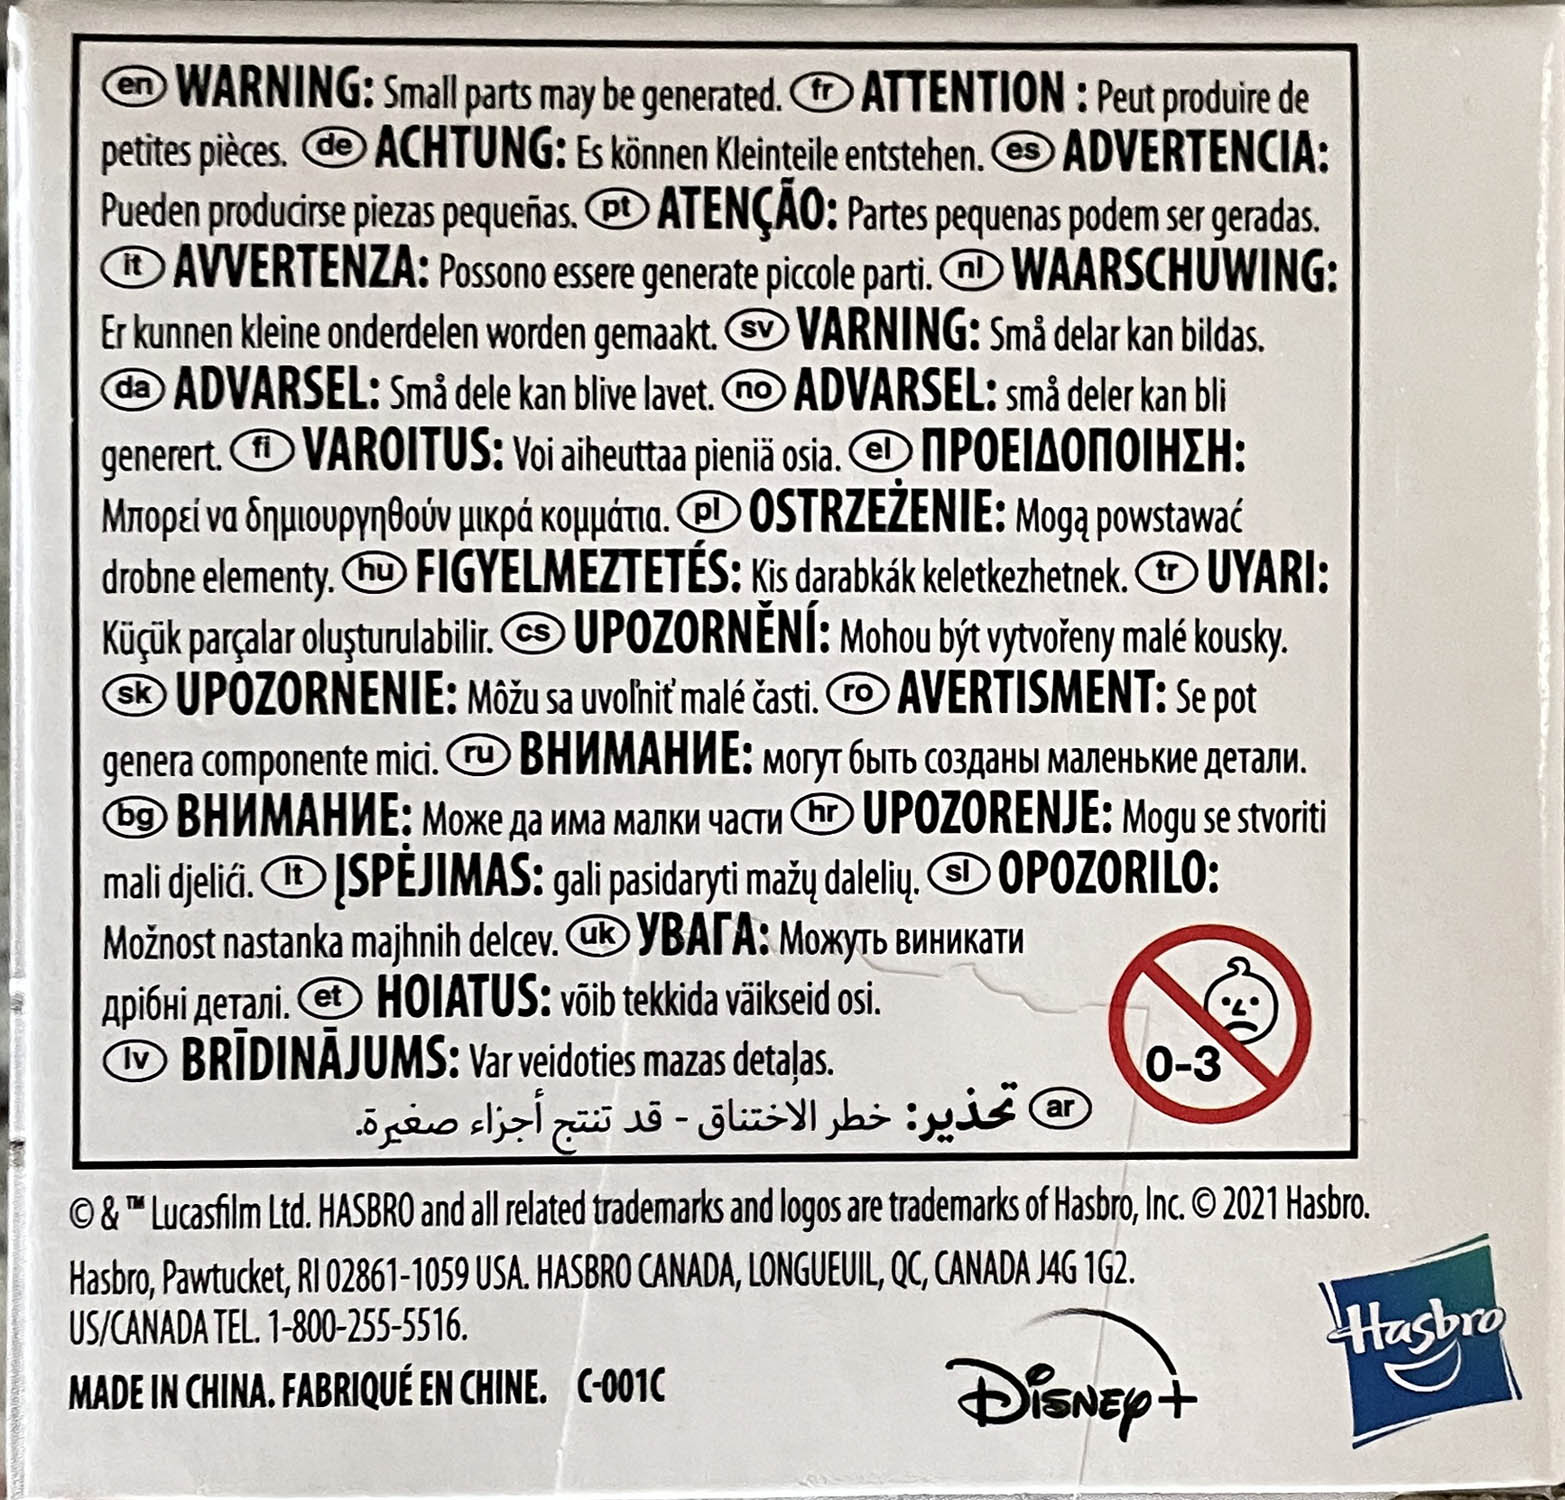 en WARNING: Small parts may be generated. fr ATTENTION : Peut produire de
petites pièces. de ACHTUNG: Es können Kleinteile entstehen. es ADVERTENCIA:
Pueden producirse piezas pequeñas. pt ATENÇÃO: Partes pequenas podem ser geradas.
it AVVERTENZA: Possono essere generate piccole parti. nl WAARSCHUWING:
Er kunnen kleine onderdelen worden gemaakt. sv VARNING: Små delar kan bildas.
da ADVARSEL: Små dele kan blive lavet. no ADVARSEL: små deler kan bli
generert. fi VAROITUS: Voi aiheuttaa pieniä osia. el ΠΡΟΕΙΔΟΠΟΙΗΣΗ:
Μπορεί να δημιουργηθούν μικρά κομμάτια. pl OSTRZEŻENIE: Mogą powstawać
drobne elementy. hu FIGYELMEZTETÉS: Kis darabkák keletkezhetnek. tr UYARI:
Küçük parçalar oluşturulabilir. cs UPOZORNĚNÍ: Mohou být vytvořeny malé kousky.
sk UPOZORNENIE: Môžu sa uvoľniť malé časti. ro AVERTISMENT: Se pot
genera componente mici. ru ВНИМАНИЕ: могут быть созданы маленькие детали.
bg ВНИМАНИЕ: Може да има малки части hr UPOZORENJE: Mogu se stvoriti
mali djelići. lt ĮSPĖJIMAS: gali pasidaryti mažų dalelių. sl OPOZORILO:
Možnost nastanka majhnih delcev. uk УВАГА: Можуть виникати
дрібні деталі. et HOIATUS: võib tekkida väikseid osi.
lv BRĪDINĀJUMS: Var veidoties mazas detaļas.
ar تحذير: خطر الاختناق - قد تنتج أجزاء صغيرة.
0-3
© & ™ Lucasfilm Ltd. HASBRO and all related trademarks and logos are trademarks of Hasbro, Inc. © 2021 Hasbro.
Hasbro, Pawtucket, RI 02861-1059 USA. HASBRO CANADA, LONGUEUIL, QC, CANADA J4G 1G2.
US/CANADA TEL. 1-800-255-5516.
MADE IN CHINA. FABRIQUÉ EN CHINE. C-001C
Disney+
Hasbro